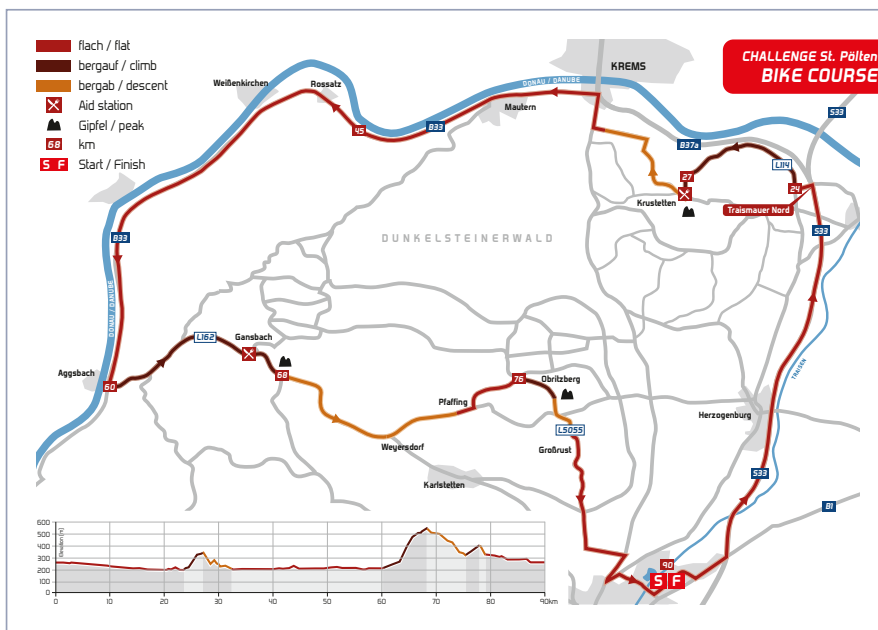 flach / flat
bergauf / climb
bergab / descent
Aid station
Gipfel / peak
68 km
S F Start / Finish
CHALLENGE St. Pölten
BIKE COURSE
KREMS
DONAU / DANUBE
Weißenkirchen
Rossatz
Mautern
45
B33
B37a
S33
L114
27
24
Krustetten
Traismauer Nord
S33
DUNKELSTEINERWALD
B33
DONAU / DANUBE
L162
Gansbach
Aggsbach
60
68
76
Obritzberg
Pfaffing
L5055
Weyersdorf
Großrust
Karlstetten
TRAISEN
Herzogenburg
S33
B1
90
S F
Elevation (m)
600
500
400
300
200
100
0 10 20 30 40 50 60 70 80 90km